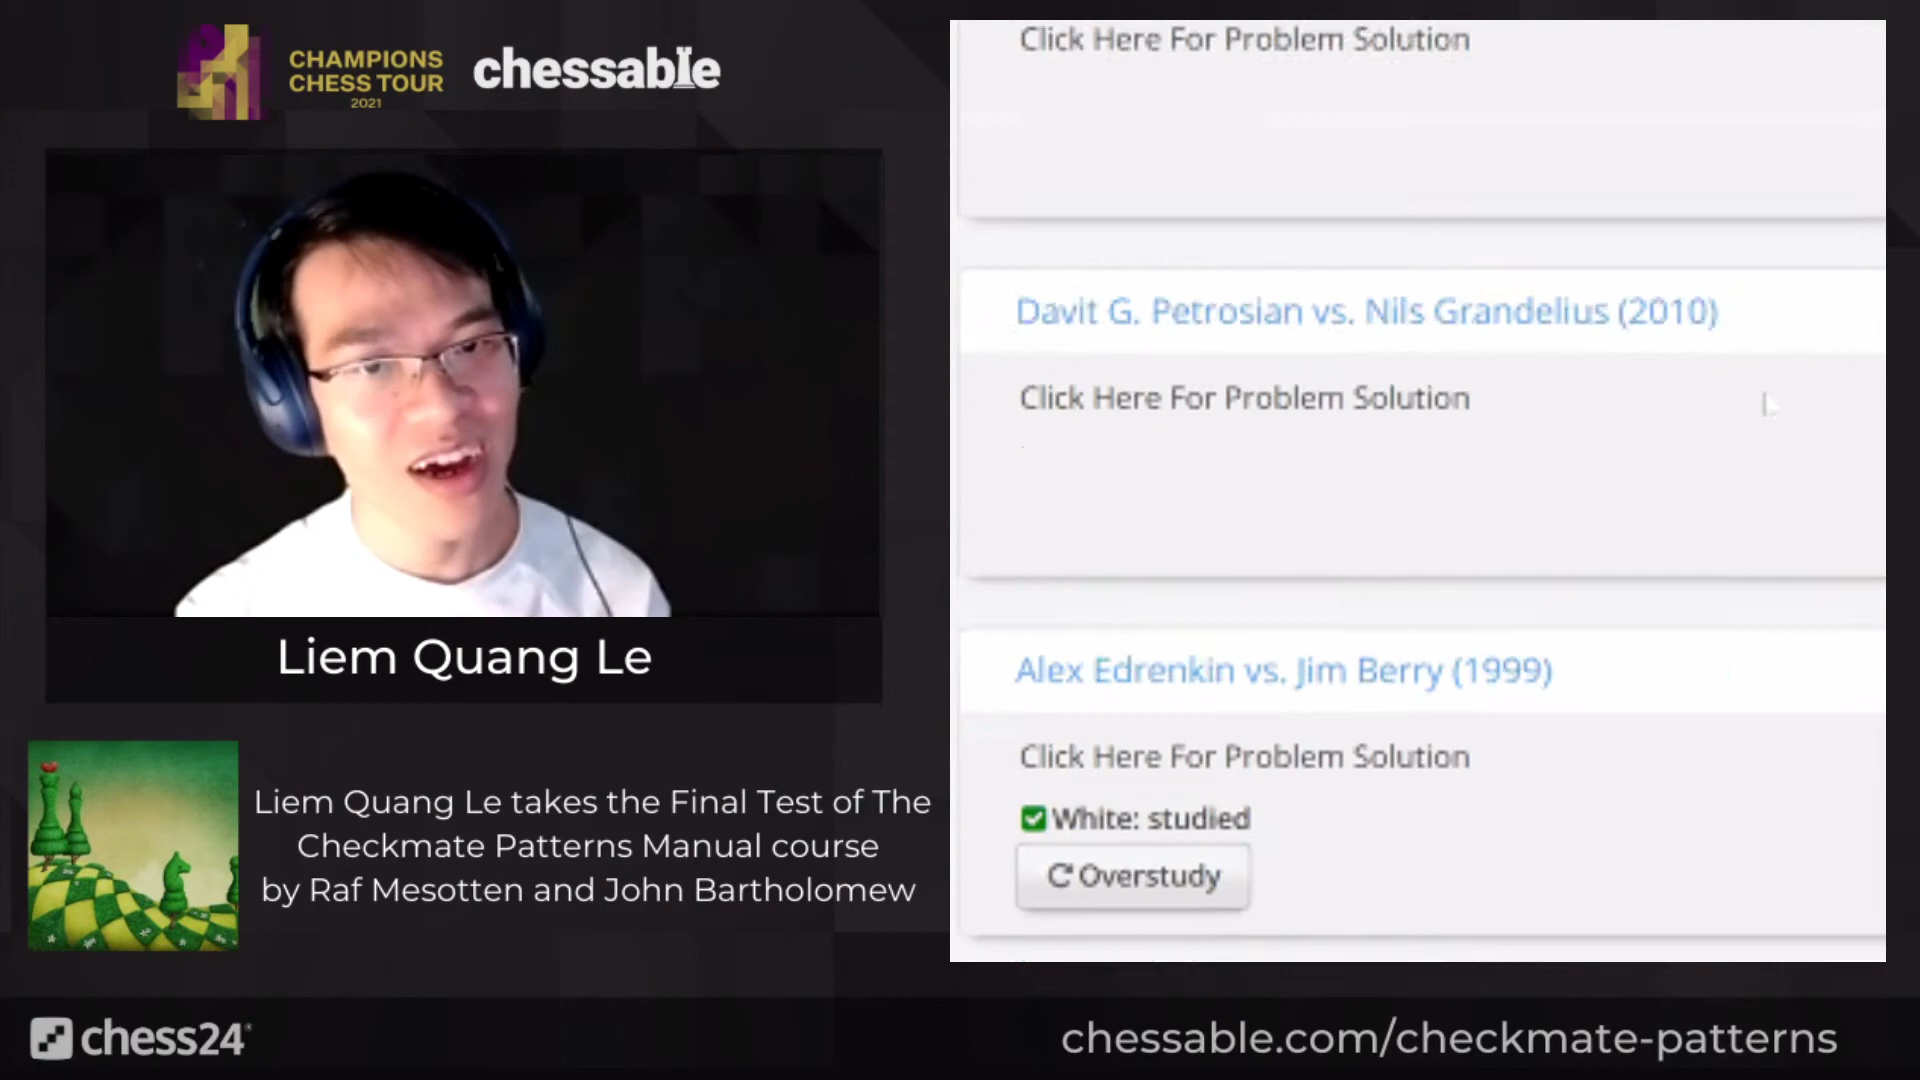 CHAMPIONS
CHESS TOUR
2021
chessable
Liem Quang Le
Liem Quang Le takes the Final Test of The
Checkmate Patterns Manual course
by Raf Mesotten and John Bartholomew
chess24
Click Here For Problem Solution
Davit G. Petrosian vs. Nils Grandelius (2010)
Click Here For Problem Solution
Alex Edrenkin vs. Jim Berry (1999)
Click Here For Problem Solution
White: studied
Overstudy
chessable.com/checkmate-patterns